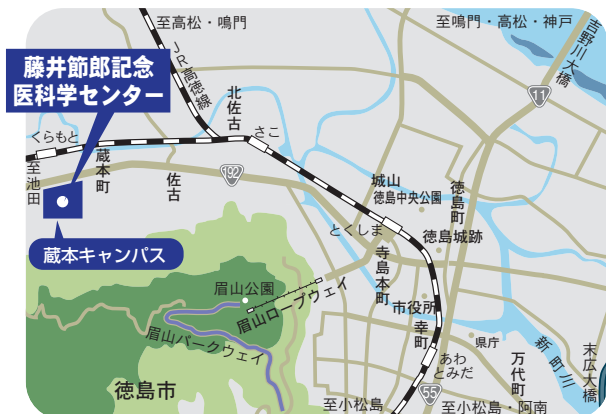 至高松・鳴門
至鳴門・高松・神戸
吉野川大橋
JR高徳線
11
藤井節郎記念
医科学センター
北佐古
くらもと
さこ
至池田
蔵本町
佐古
192
城山
徳島中央公園
徳島町
とくしま
徳島城跡
蔵本キャンパス
寺島本町
眉山公園
眉山ロープウェイ
市役所
眉山パークウェイ
幸町
県庁
あわ
とみだ
万代町
新町川
末広大橋
徳島市
55
至小松島
至小松島・阿南